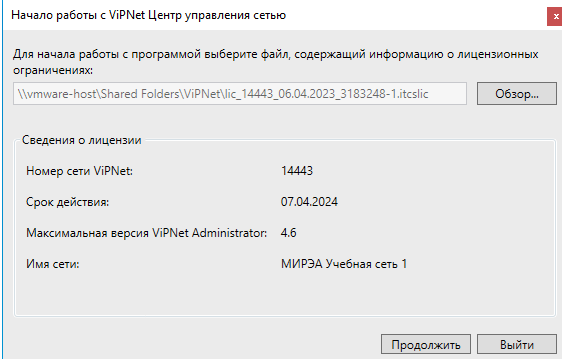 Начало работы с ViPNet Центр управления сетью
x
Для начала работы с программой выберите файл, содержащий информацию о лицензионных
ограничениях:
\\vmware-host\Shared Folders\ViPNet\lic_14443_06.04.2023_3183248-1.itcslic
Обзор...
Сведения о лицензии
Номер сети ViPNet: 14443
Срок действия: 07.04.2024
Максимальная версия ViPNet Administrator: 4.6
Имя сети: МИРЭА Учебная сеть 1
Продолжить Выйти